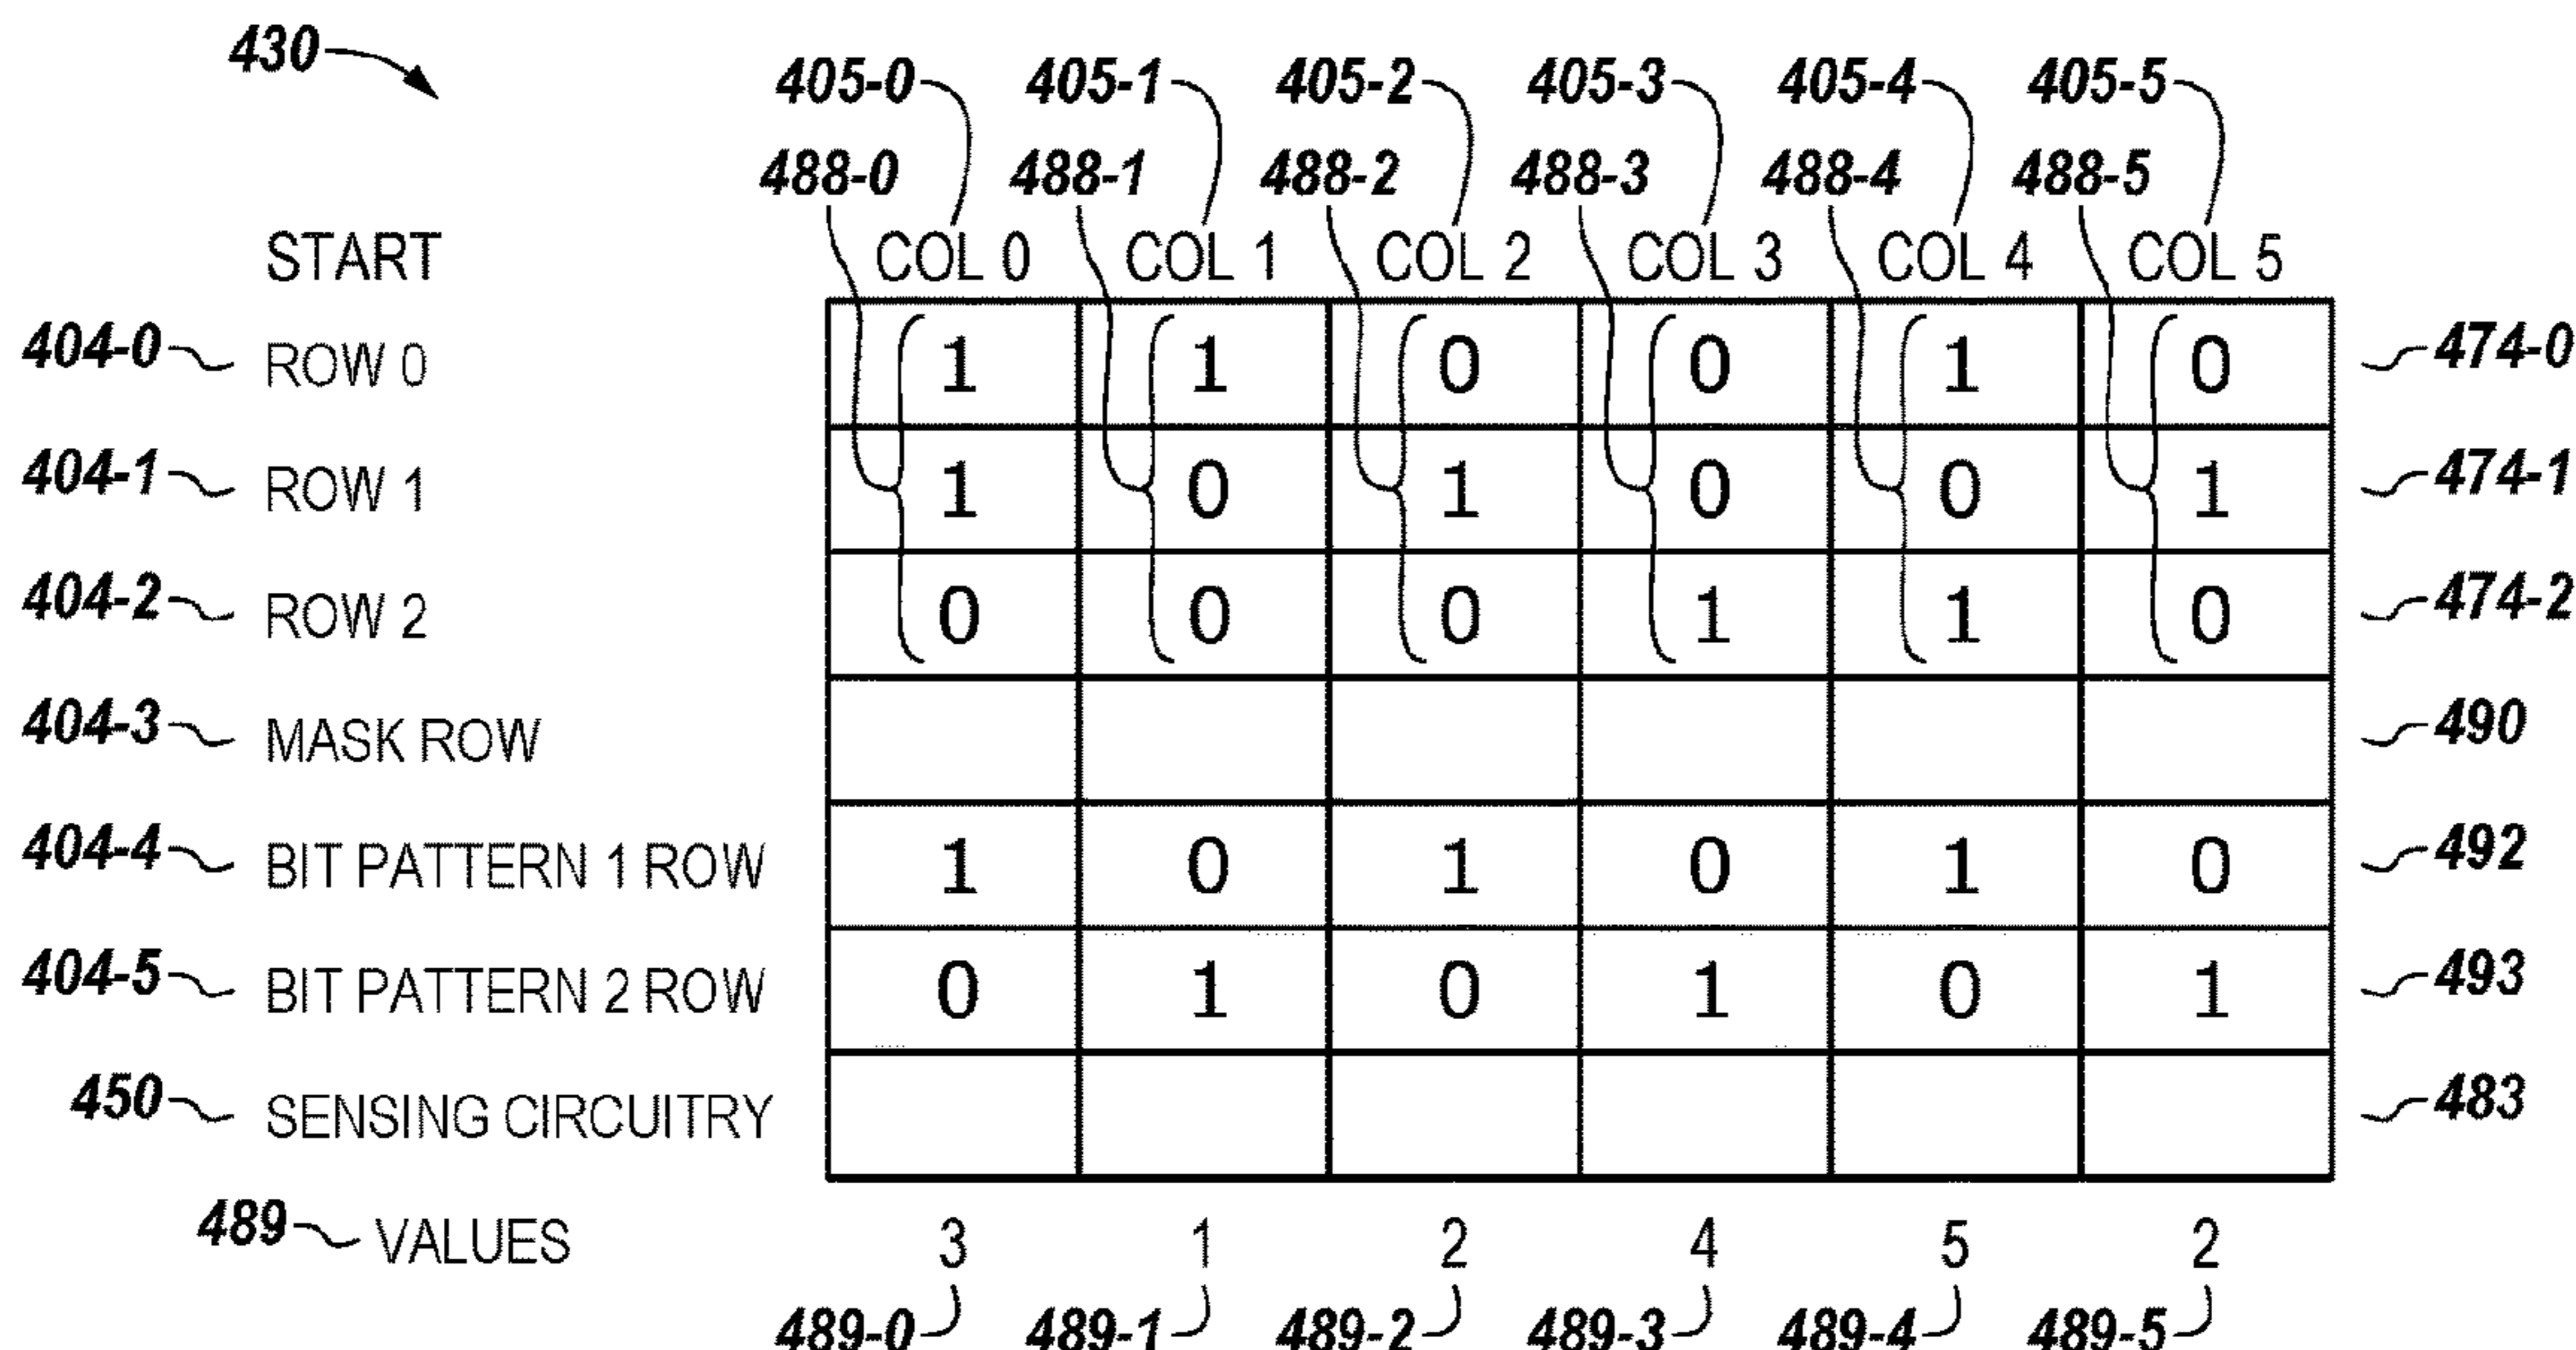 430
405-0 405-1 405-2 405-3 405-4 405-5
488-0 488-1 488-2 488-3 488-4 488-5
START COL 0 COL 1 COL 2 COL 3 COL 4 COL 5
404-0 ROW 0 1 1 0 0 1 0 474-0
404-1 ROW 1 1 0 1 0 0 1 474-1
404-2 ROW 2 0 0 0 1 1 0 474-2
404-3 MASK ROW 490
404-4 BIT PATTERN 1 ROW 1 0 1 0 1 0 492
404-5 BIT PATTERN 2 ROW 0 1 0 1 0 1 493
450 SENSING CIRCUITRY 483
489 VALUES 3 1 2 4 5 2
489-0 489-1 489-2 489-3 489-4 489-5